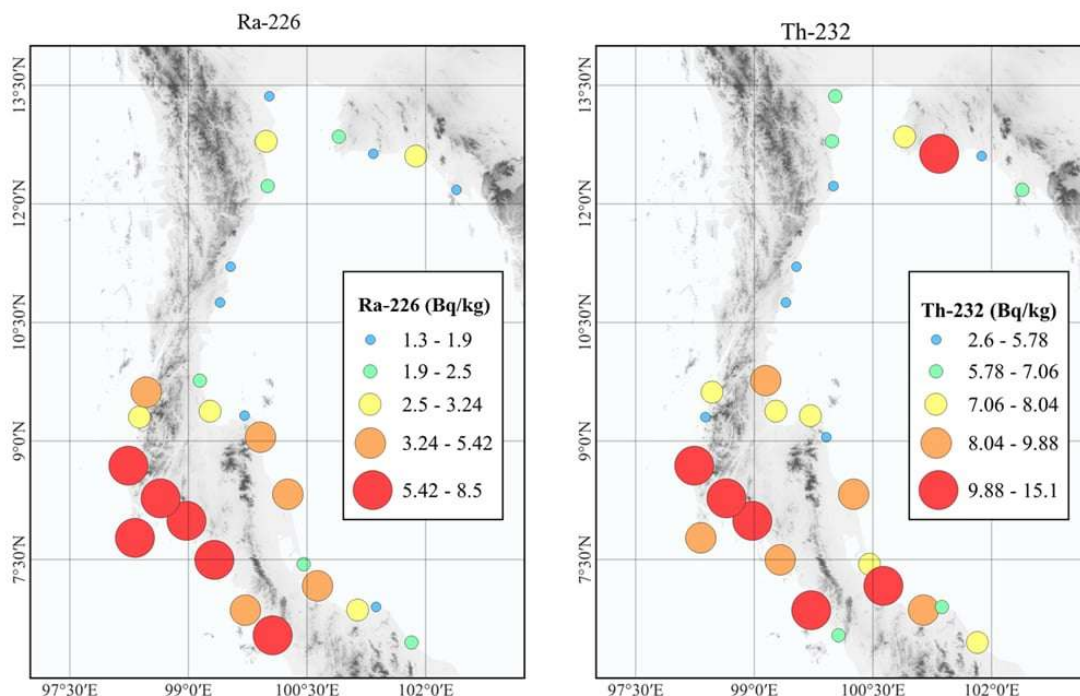 Ra-226
Th-232
13°30′N
12°0′N
10°30′N
9°0′N
7°30′N
97°30′E
99°0′E
100°30′E
102°0′E
Ra-226 (Bq/kg)
1.3 - 1.9
1.9 - 2.5
2.5 - 3.24
3.24 - 5.42
5.42 - 8.5
13°30′N
12°0′N
10°30′N
9°0′N
7°30′N
97°30′E
99°0′E
100°30′E
102°0′E
Th-232 (Bq/kg)
2.6 - 5.78
5.78 - 7.06
7.06 - 8.04
8.04 - 9.88
9.88 - 15.1